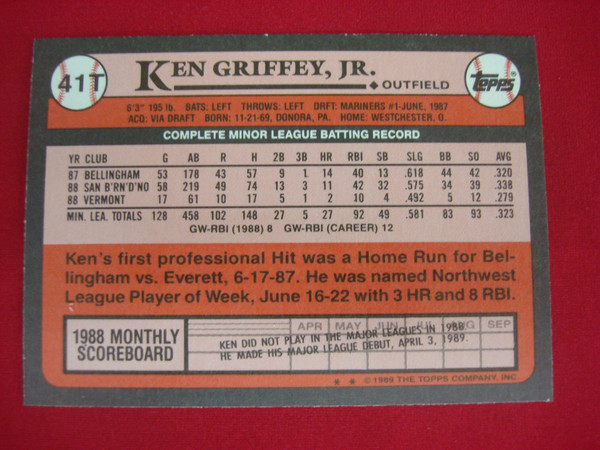 41T
KEN GRIFFEY, JR.
OUTFIELD
Topps®
6'3" 195 lb. BATS: LEFT THROWS: LEFT DRFT: MARINERS #1-JUNE, 1987
ACQ: VIA DRAFT BORN: 11-21-69, DONORA, PA. HOME: WESTCHESTER, O.
COMPLETE MINOR LEAGUE BATTING RECORD
YR CLUB G AB R H 2B 3B HR RBI SB SLG BB SO AVG
87 BELLINGHAM 53 178 43 57 9 1 14 40 13 .618 44 42 .320
88 SAN B'RN'D'NO 58 219 49 74 13 3 11 42 32 .575 34 39 .338
88 VERMONT 17 61 10 17 5 1 2 10 4 .492 5 12 .279
MIN. LEA. TOTALS 128 458 102 148 27 5 27 92 49 .581 83 93 .323
GW-RBI (1988) 8 GW-RBI (CAREER) 12
Ken's first professional Hit was a Home Run for Bel-
lingham vs. Everett, 6-17-87. He was named Northwest
League Player of Week, June 16-22 with 3 HR and 8 RBI.
1988 MONTHLY
SCOREBOARD
APR MAY JUN JUL AUG SEP
KEN DID NOT PLAY IN THE MAJOR LEAGUES IN 1988.
HE MADE HIS MAJOR LEAGUE DEBUT, APRIL 3, 1989.
* * ©1989 THE TOPPS COMPANY, INC.